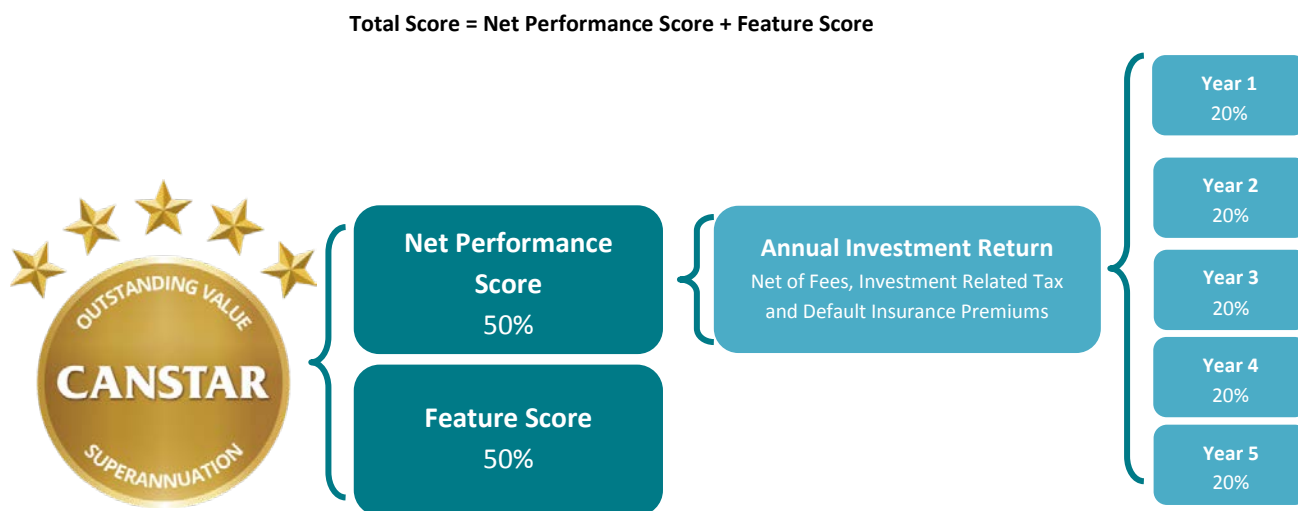 Total Score = Net Performance Score + Feature Score
OUTSTANDING VALUE
CANSTAR
SUPERANNUATION
Net Performance
Score
50%
Feature Score
50%
Annual Investment Return
Net of Fees, Investment Related Tax
and Default Insurance Premiums
Year 1
20%
Year 2
20%
Year 3
20%
Year 4
20%
Year 5
20%